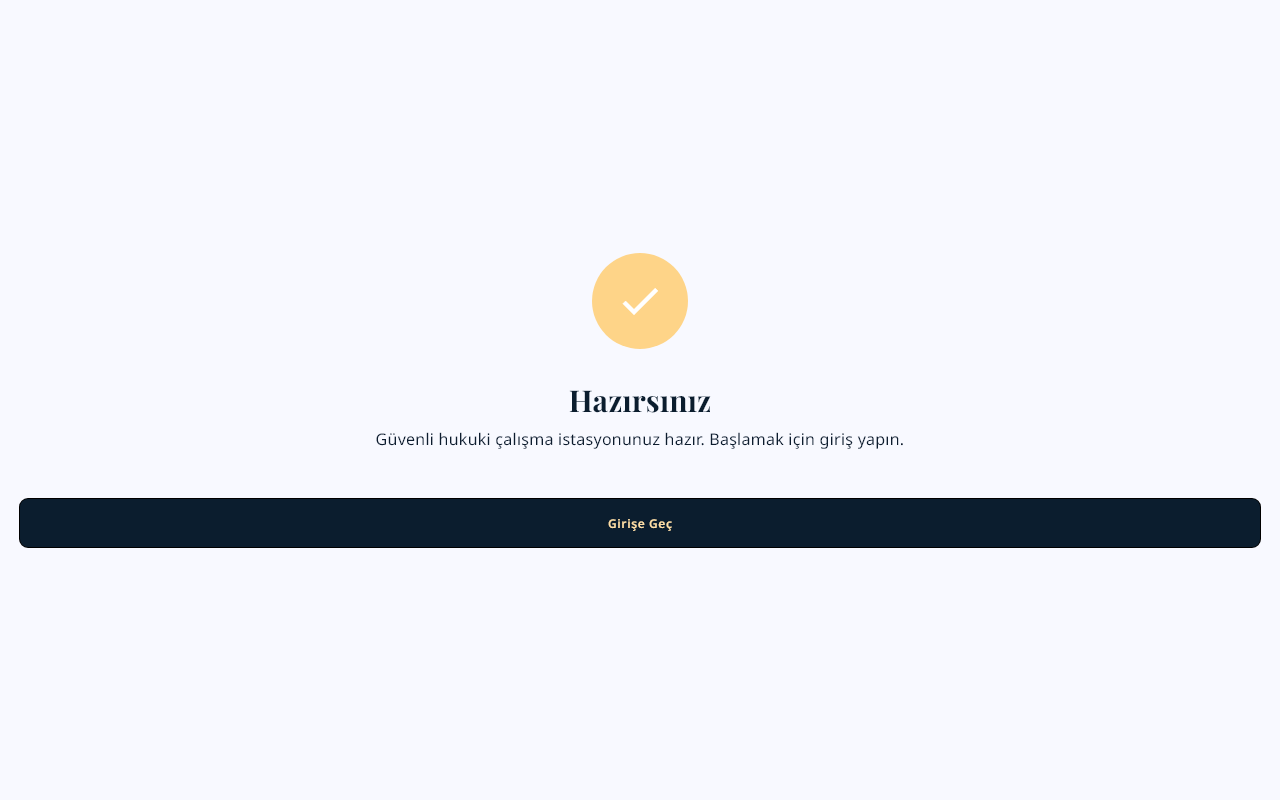 Hazırsınız
Güvenli hukuki çalışma istasyonunuz hazır. Başlamak için giriş yapın.
Girişe Geç